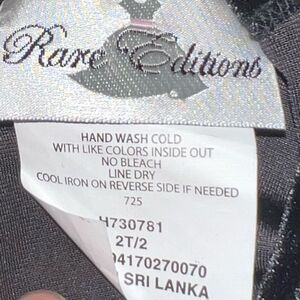 Rare Editions
HAND WASH COLD
WITH LIKE COLORS INSIDE OUT
NO BLEACH
LINE DRY
COOL IRON ON REVERSE SIDE IF NEEDED
725
H730781
2T/2
04170270070
SRI LANKA